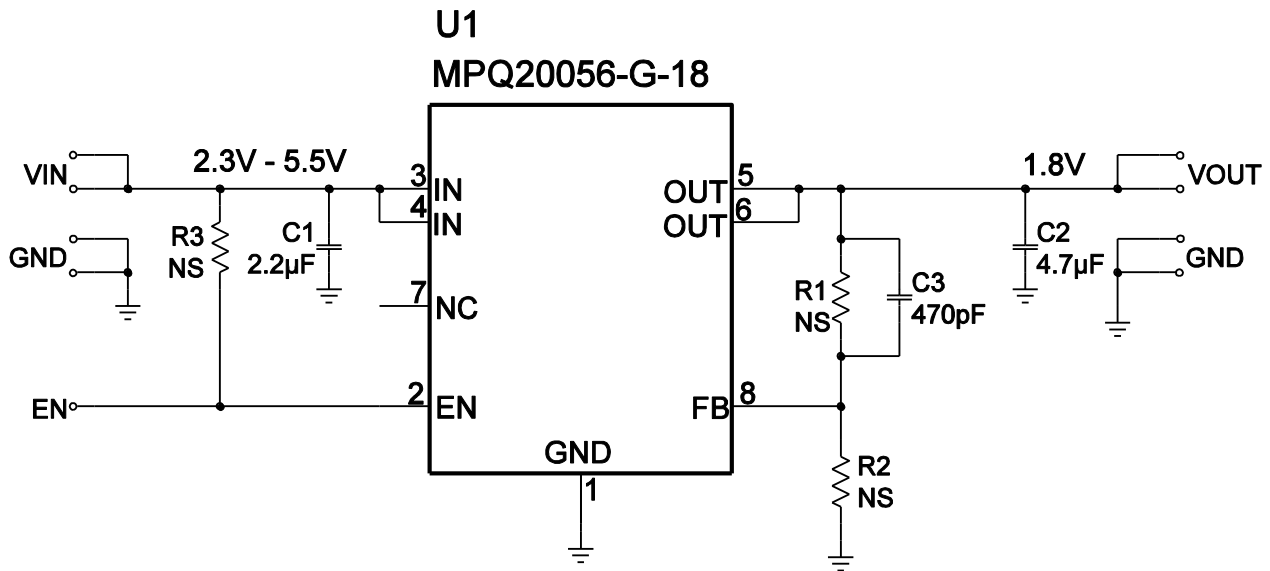 U1
MPQ20056-G-18
VIN
2.3V - 5.5V
3
IN
4
IN
OUT
5
OUT
6
1.8V
VOUT
GND
R3
NS
C1
2.2µF
7
NC
R1
NS
C3
470pF
C2
4.7µF
GND
EN
2
EN
FB
8
GND
1
R2
NS